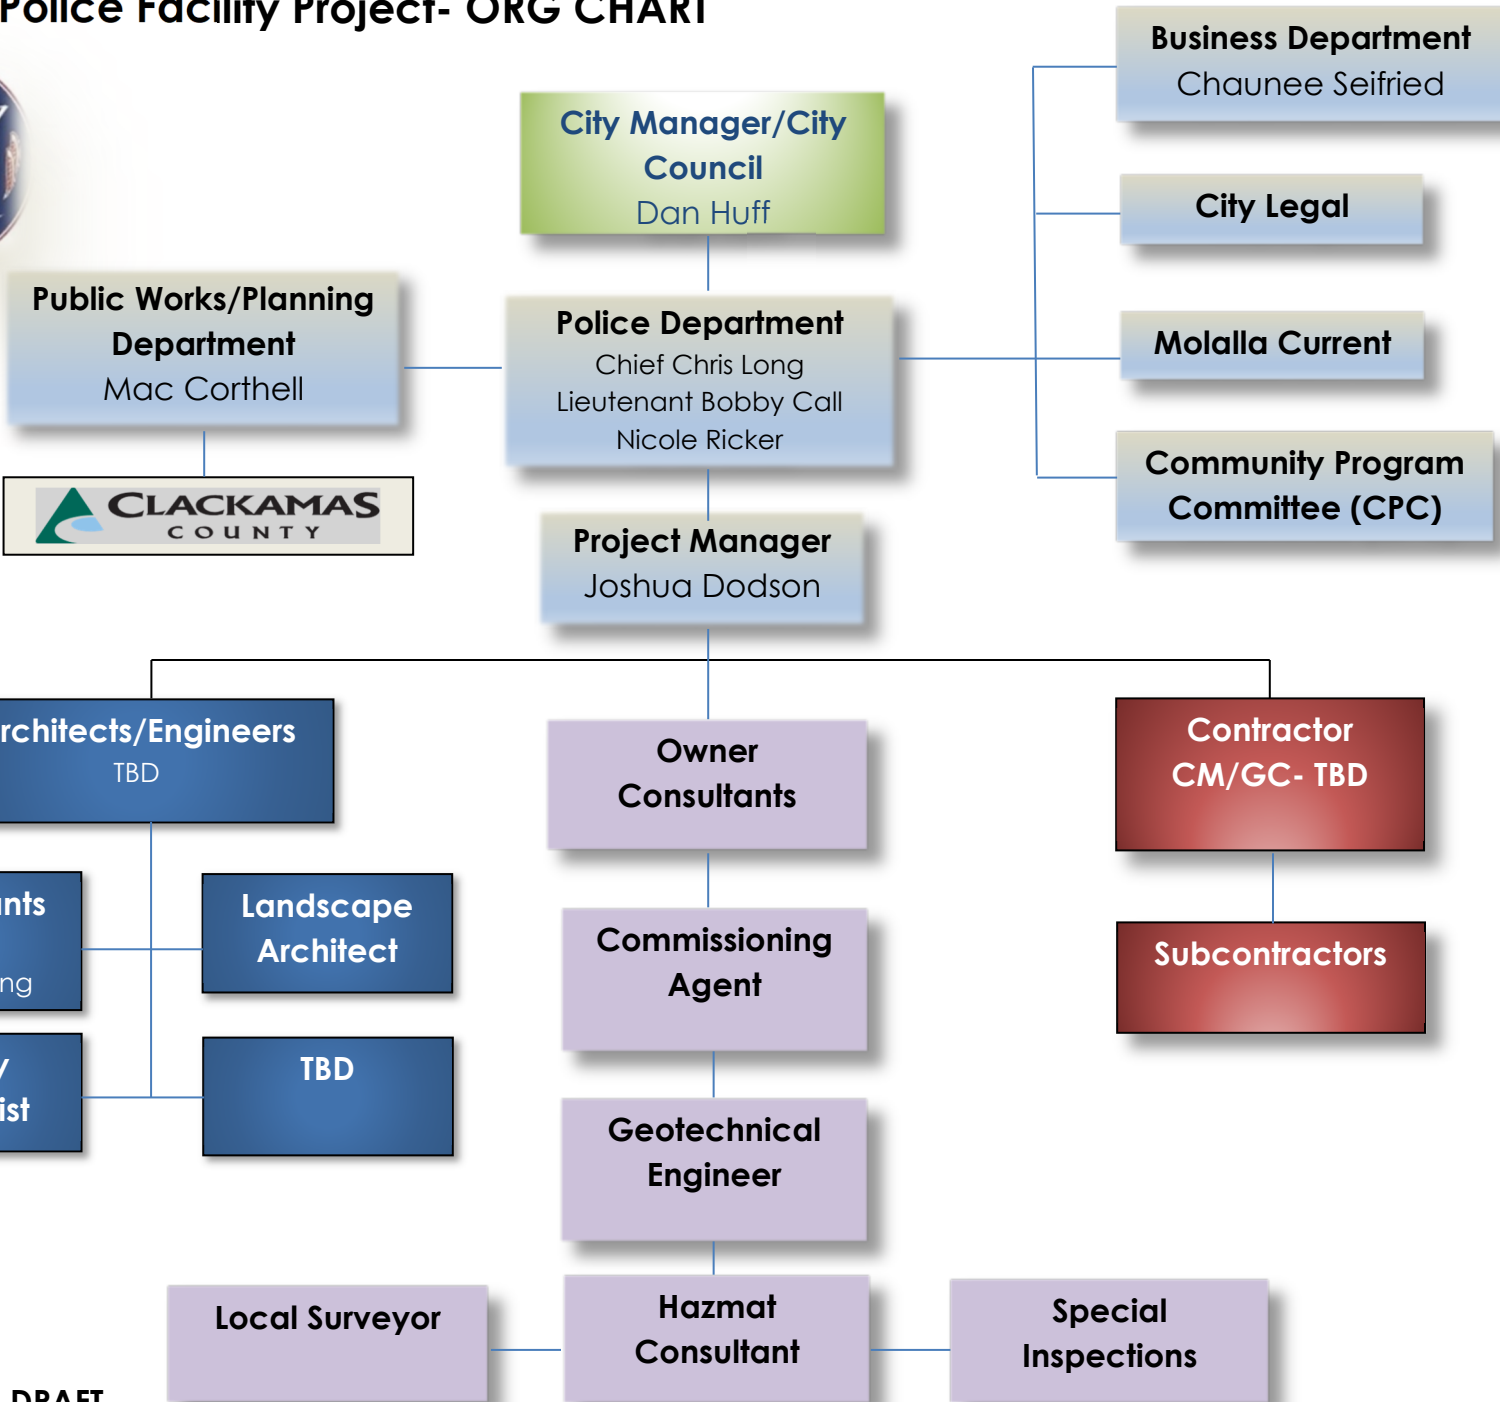 Police Facility Project- ORG CHART
Business Department
Chaunee Seifried
City Manager/City
Council
Dan Huff
City Legal
Public Works/Planning
Department
Mac Corthell
Police Department
Chief Chris Long
Lieutenant Bobby Call
Nicole Ricker
Molalla Current
Community Program
Committee (CPC)
CLACKAMAS
COUNTY
Project Manager
Joshua Dodson
rchitects/Engineers
TBD
Owner
Consultants
Contractor
CM/GC- TBD
nts
ng
Landscape
Architect
Commissioning
Agent
Subcontractors
/
ist
TBD
Geotechnical
Engineer
Local Surveyor
Hazmat
Consultant
Special
Inspections
DRAFT